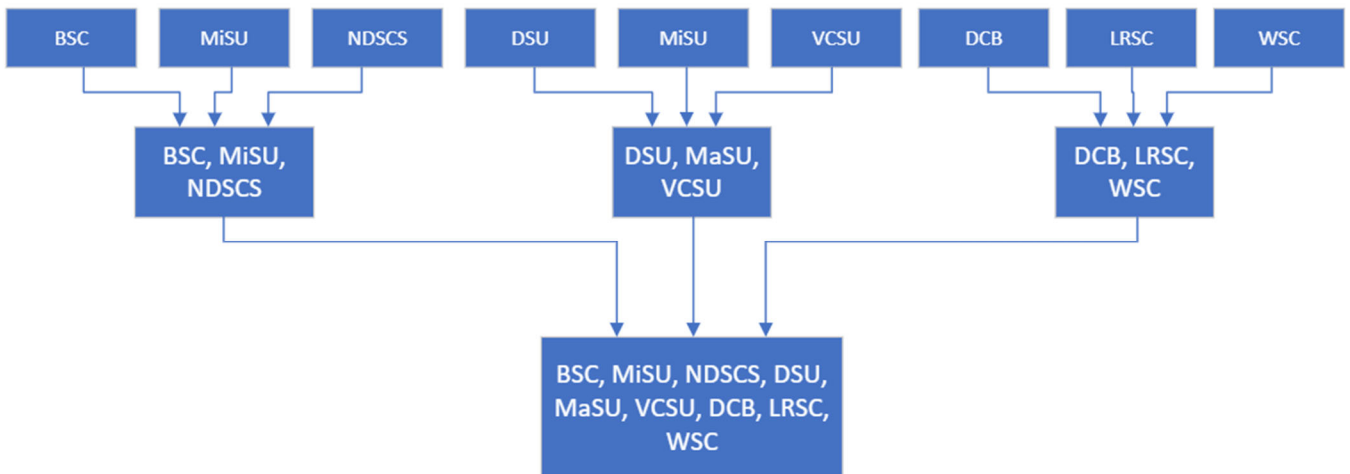 BSC
MiSU
NDSCS
DSU
MiSU
VCSU
DCB
LRSC
WSC
BSC, MiSU,
NDSCS
DSU, MaSU,
VCSU
DCB, LRSC,
WSC
BSC, MiSU, NDSCS, DSU,
MaSU, VCSU, DCB, LRSC,
WSC